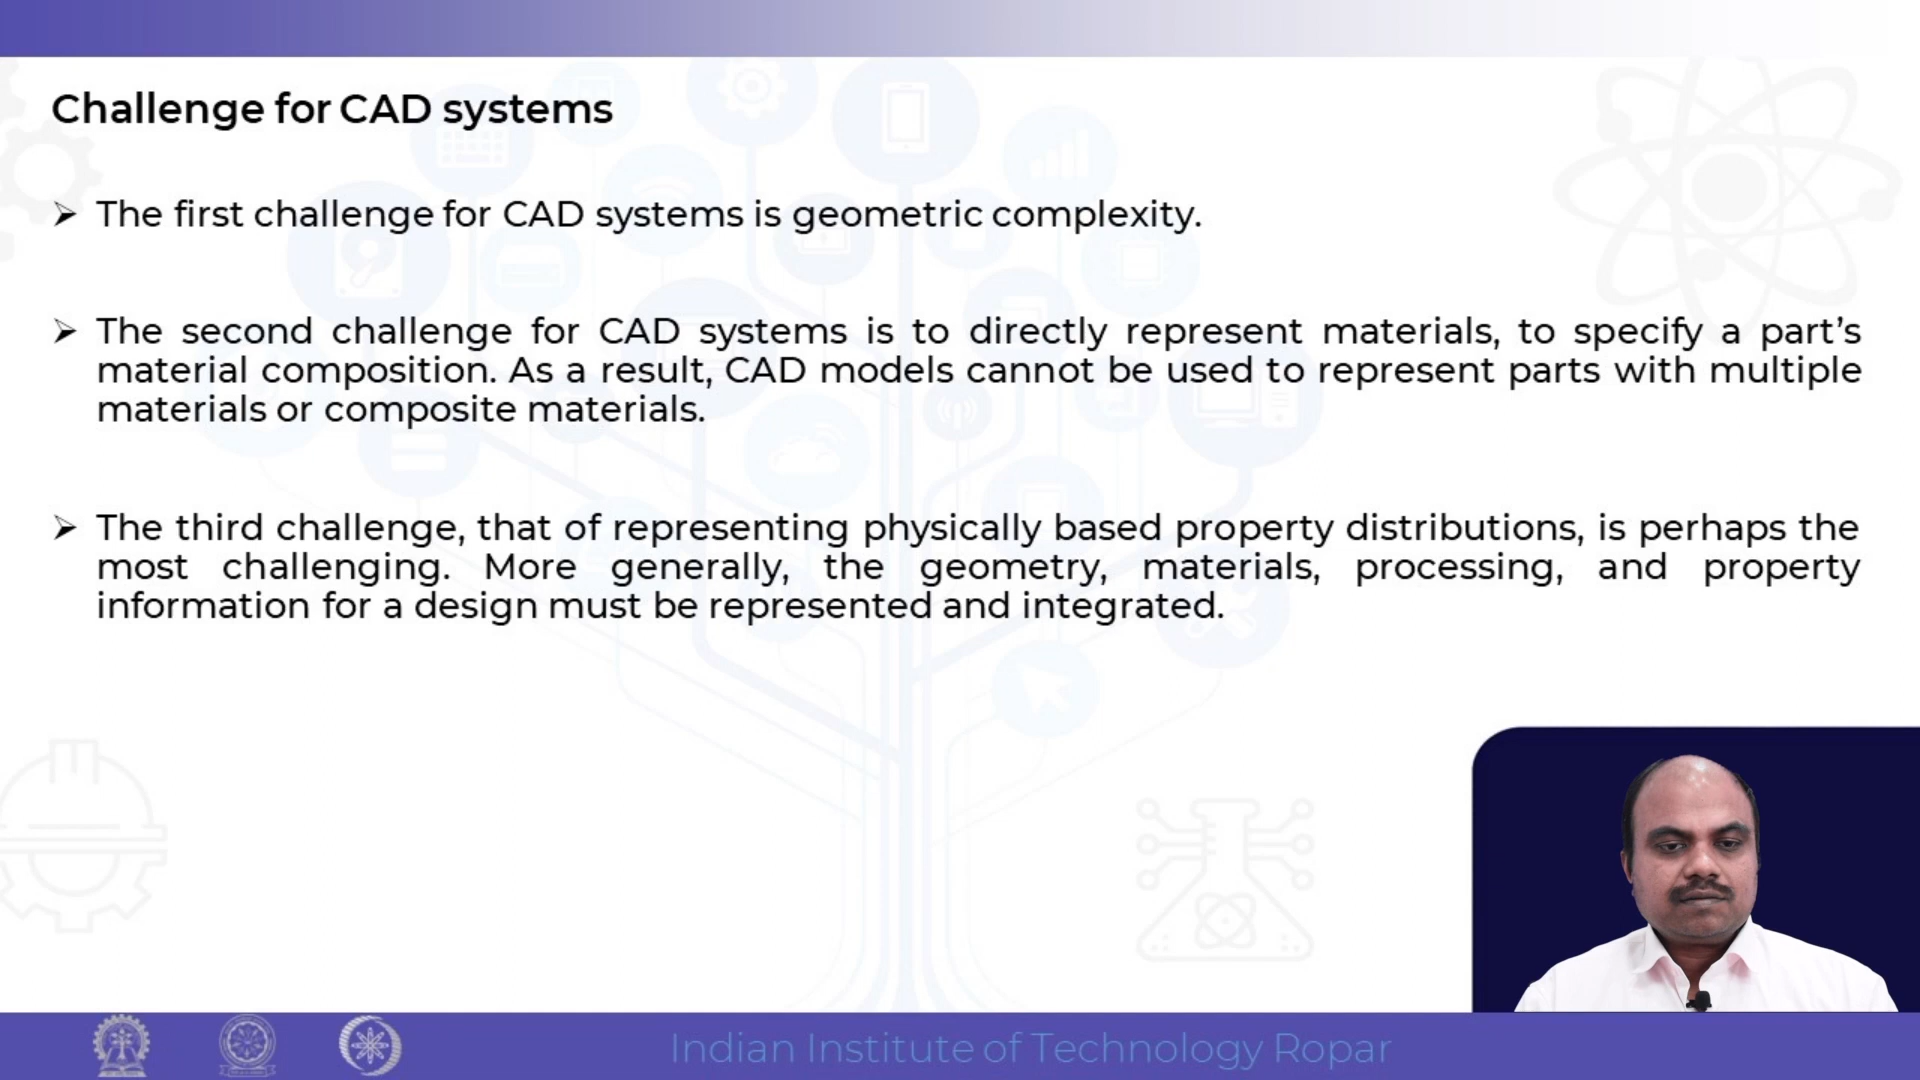 Challenge for CAD systems
➢ The first challenge for CAD systems is geometric complexity.
➢ The second challenge for CAD systems is to directly represent materials, to specify a part’s
material composition. As a result, CAD models cannot be used to represent parts with multiple
materials or composite materials.
➢ The third challenge, that of representing physically based property distributions, is perhaps the
most challenging. More generally, the geometry, materials, processing, and property
information for a design must be represented and integrated.
Indian Institute of Technology Ropar